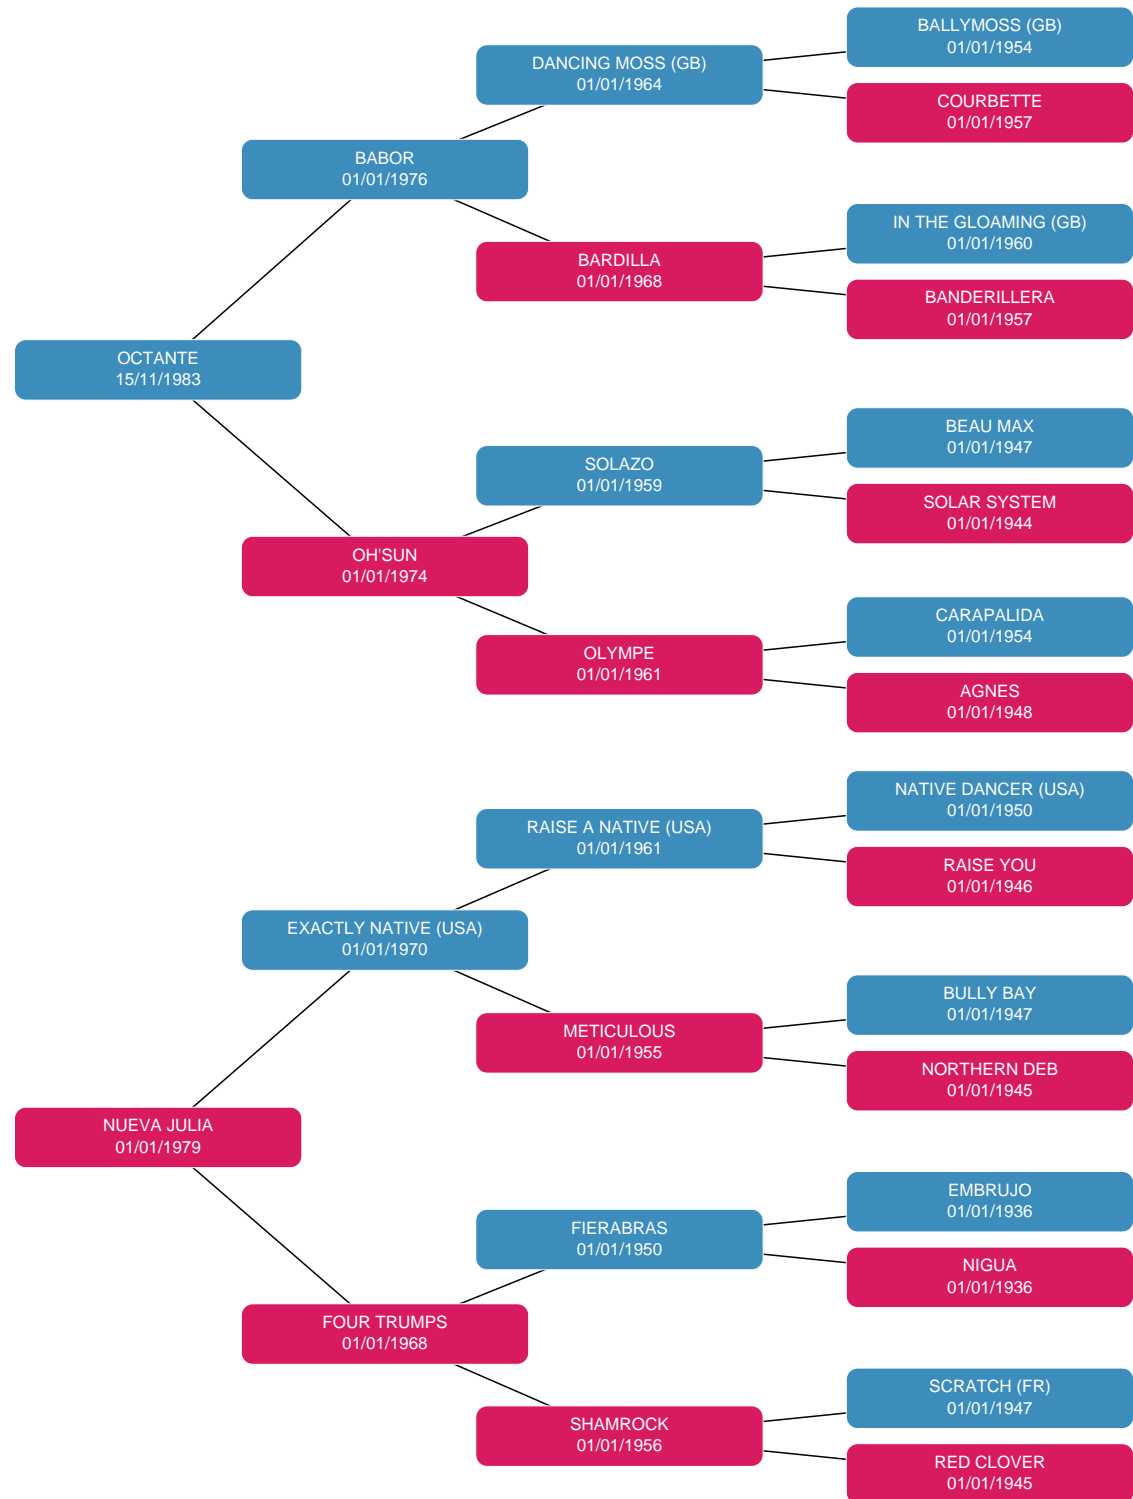 BALLYMOSS (GB)
01/01/1954
DANCING MOSS (GB)
01/01/1964
COURBETTE
01/01/1957
BABOR
01/01/1976
IN THE GLOAMING (GB)
01/01/1960
BARDILLA
01/01/1968
BANDERILLERA
01/01/1957
OCTANTE
15/11/1983
BEAU MAX
01/01/1947
SOLAZO
01/01/1959
SOLAR SYSTEM
01/01/1944
OH'SUN
01/01/1974
CARAPALIDA
01/01/1954
OLYMPE
01/01/1961
AGNES
01/01/1948
NATIVE DANCER (USA)
01/01/1950
RAISE A NATIVE (USA)
01/01/1961
RAISE YOU
01/01/1946
EXACTLY NATIVE (USA)
01/01/1970
BULLY BAY
01/01/1947
METICULOUS
01/01/1955
NORTHERN DEB
01/01/1945
NUEVA JULIA
01/01/1979
EMBRUJO
01/01/1936
FIERABRAS
01/01/1950
NIGUA
01/01/1936
FOUR TRUMPS
01/01/1968
SCRATCH (FR)
01/01/1947
SHAMROCK
01/01/1956
RED CLOVER
01/01/1945